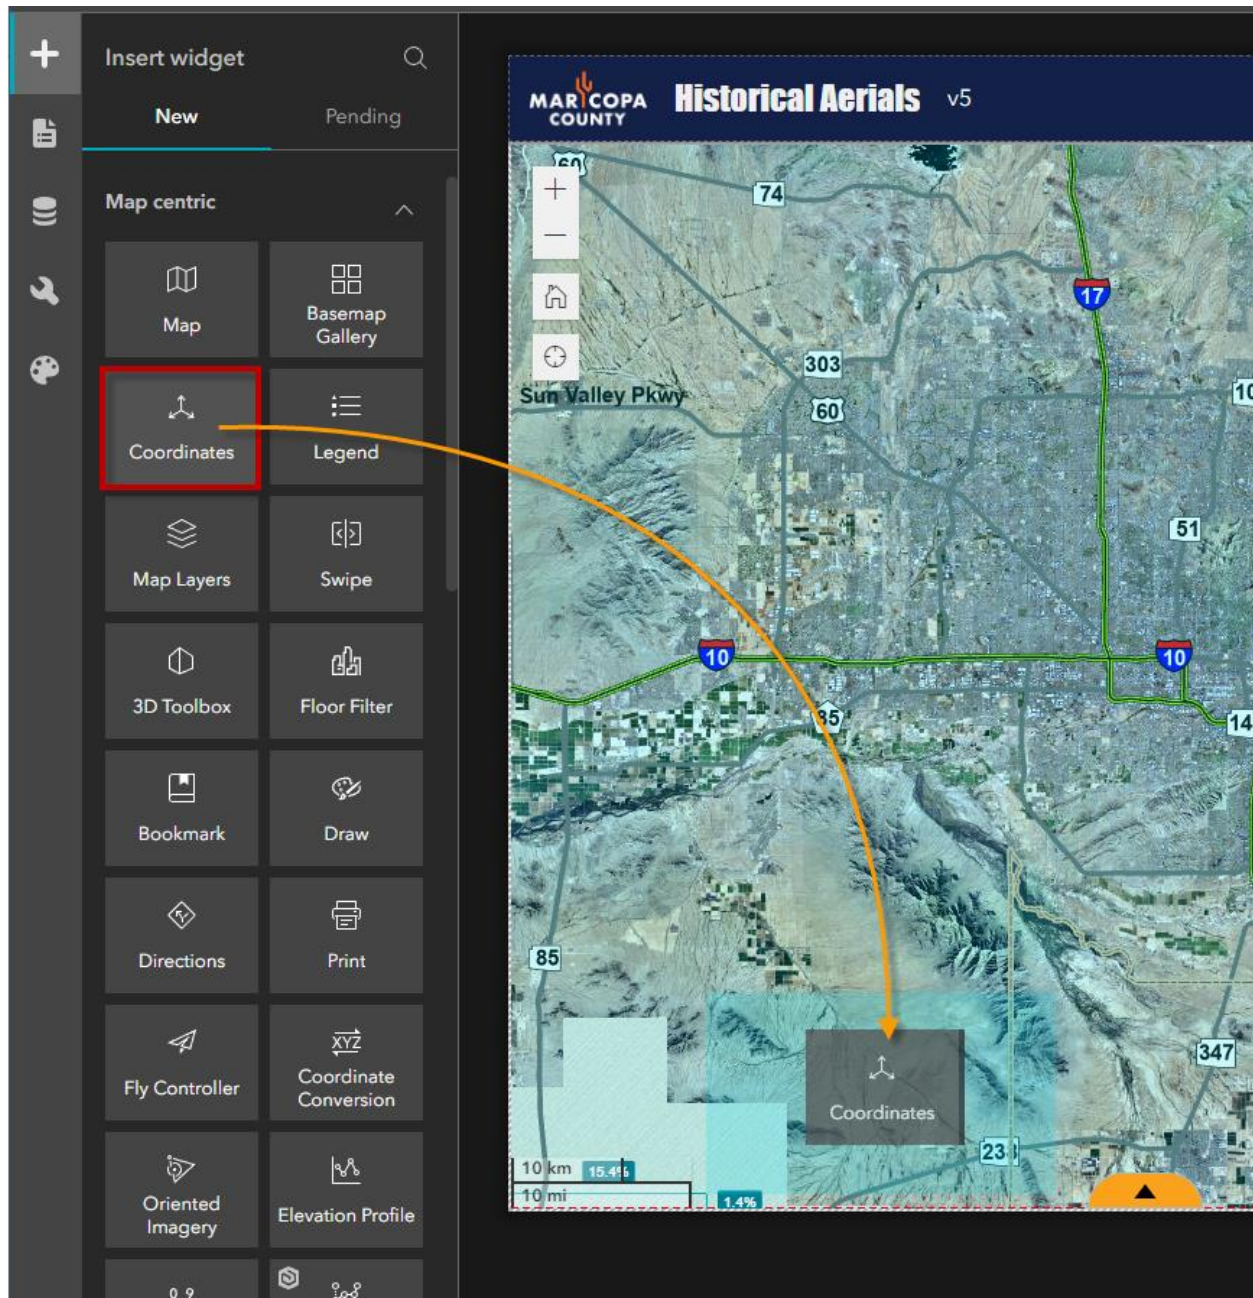 Insert widget
New
Pending
Map centric
Map
Basemap
Gallery
Coordinates
Legend
Map Layers
Swipe
3D Toolbox
Floor Filter
Bookmark
Draw
Directions
Print
Fly Controller
XYZ
Coordinate
Conversion
Oriented
Imagery
Elevation Profile
MARICOPA
COUNTY
Historical Aerials v5
60
74
17
303
Sun Valley Pkwy
60
51
10
10
85
85
347
Coordinates
10 km 15.4%
10 mi
1.4%